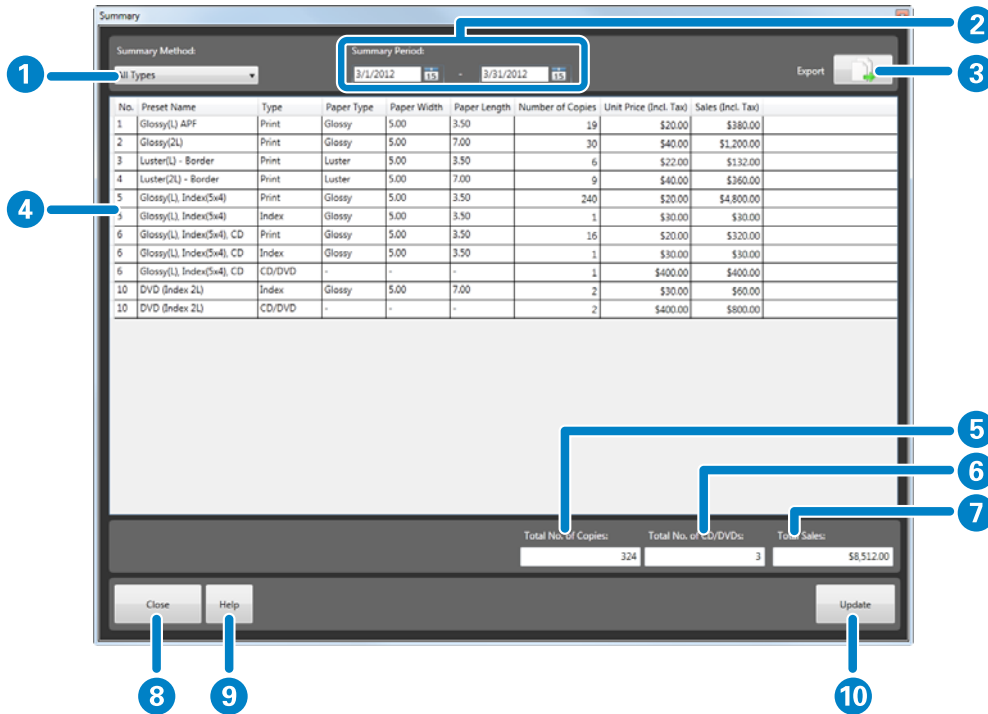 Summary
2
Summary Method:
Summary Period:
1
All Types
3/1/2012 15 - 3/31/2012 15
Export
3
No. Preset Name Type Paper Type Paper Width Paper Length Number of Copies Unit Price (Incl. Tax) Sales (Incl. Tax)
1 Glossy(L) APF Print Glossy 5.00 3.50 19 $20.00 $380.00
2 Glossy(2L) Print Glossy 5.00 7.00 30 $40.00 $1,200.00
3 Luster(L) - Border Print Luster 5.00 3.50 6 $22.00 $132.00
4 Luster(2L) - Border Print Luster 5.00 7.00 9 $40.00 $360.00
5 Glossy(L), Index(5x4) Print Glossy 5.00 3.50 240 $20.00 $4,800.00
4
5 Glossy(L), Index(5x4) Index Glossy 5.00 3.50 1 $30.00 $30.00
6 Glossy(L), Index(5x4), CD Print Glossy 5.00 3.50 16 $20.00 $320.00
6 Glossy(L), Index(5x4), CD Index Glossy 5.00 3.50 1 $30.00 $30.00
6 Glossy(L), Index(5x4), CD CD/DVD - - - 1 $400.00 $400.00
10 DVD (Index 2L) Index Glossy 5.00 7.00 2 $30.00 $60.00
10 DVD (Index 2L) CD/DVD - - - 2 $400.00 $800.00
5
6
7
Total No. of Copies: Total No. of CD/DVDs: Total Sales:
324 3 $8,512.00
Close Help Update
8 9 10